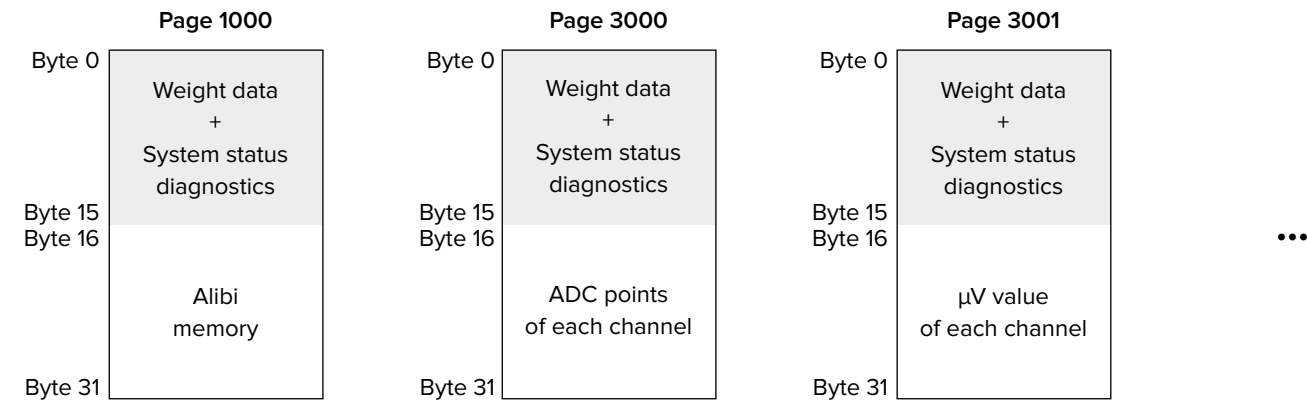 Page 1000
Byte 0
Weight data
+
System status
diagnostics
Byte 15
Byte 16
Alibi
memory
Byte 31
Page 3000
Byte 0
Weight data
+
System status
diagnostics
Byte 15
Byte 16
ADC points
of each channel
Byte 31
Page 3001
Byte 0
Weight data
+
System status
diagnostics
Byte 15
Byte 16
µV value
of each channel
Byte 31
...